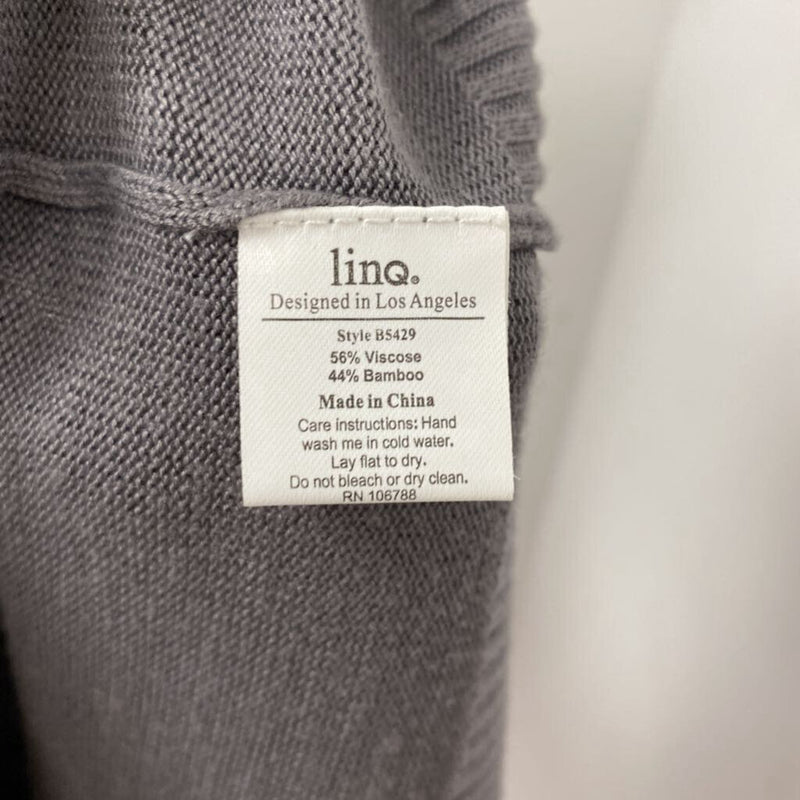 linQ.
Designed in Los Angeles
Style B5429
56% Viscose
44% Bamboo
Made in China
Care instructions: Hand
wash me in cold water.
Lay flat to dry.
Do not bleach or dry clean.
RN 106788